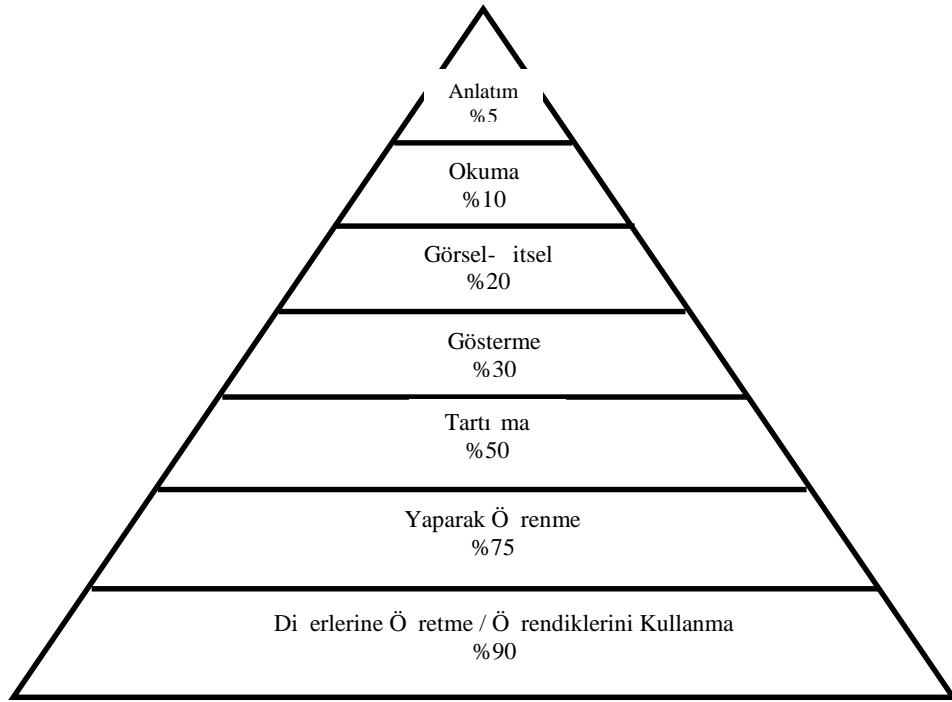 Anlatım
%5
Okuma
%10
Görsel- itsel
%20
Gösterme
%30
Tartı ma
%50
Yaparak Ö renme
%75
Di erlerine Ö retme / Ö rendiklerini Kullanma
%90